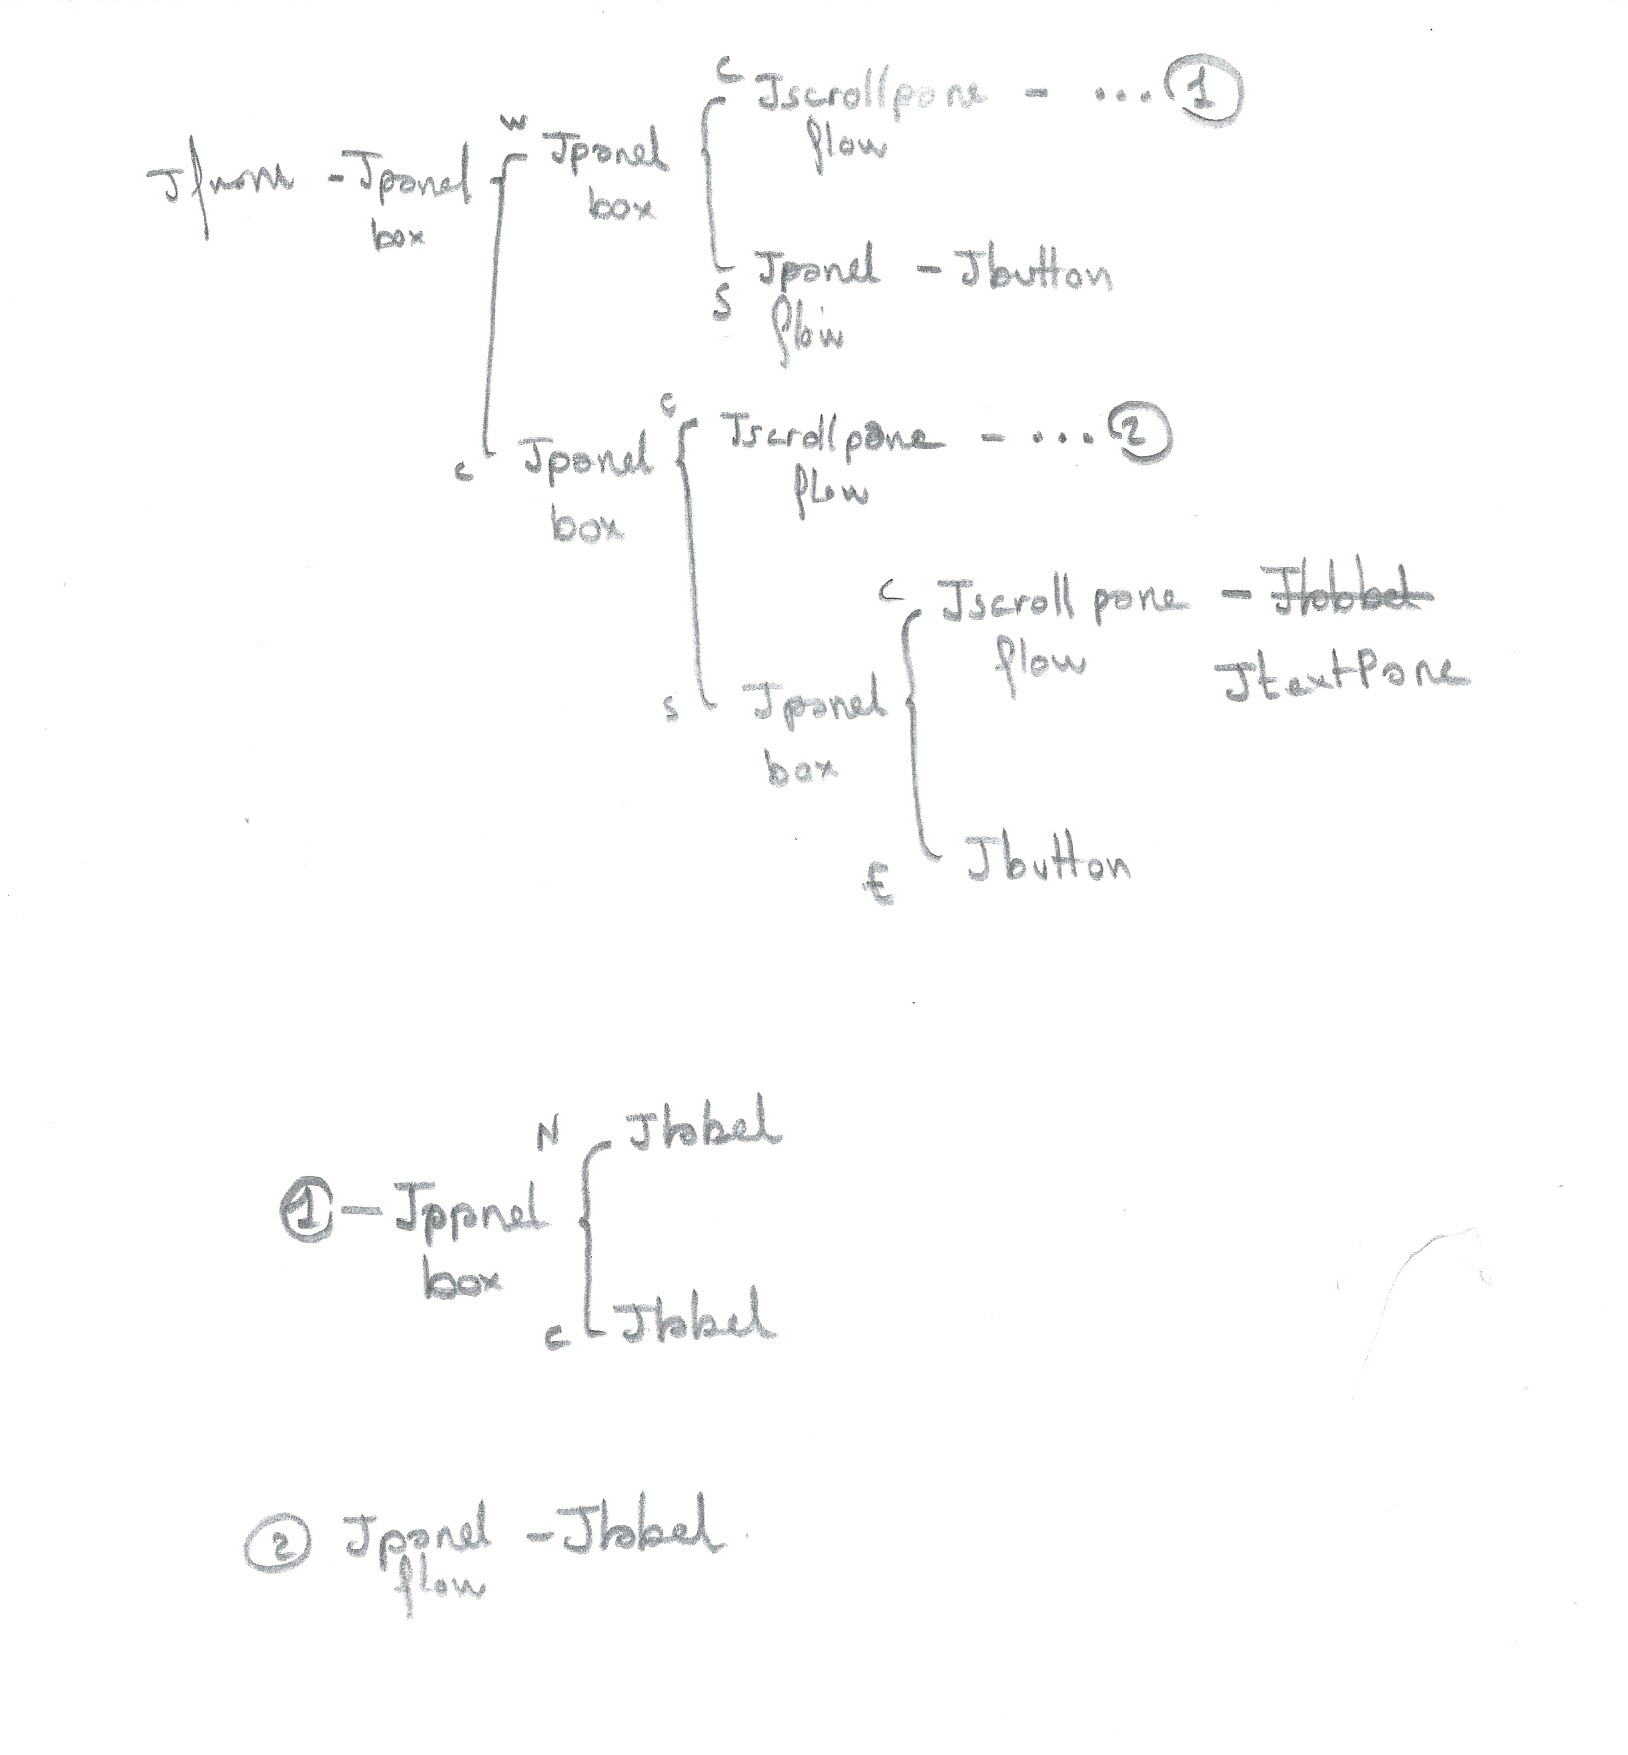 C Jscrollpane - ... 1
flow
W Jpanel
box
Jframe - Jpanel
box
S Jpanel - Jbutton
flow
C Jscrollpane - .... 2
flow
C Jpanel
box
C Jscroll pane - Jlabel
flow JtextPane
S Jpanel
box
E Jbutton
N Jlabel
1 - Jpanel
box
C Jlabel
2 Jpanel - Jlabel
flow